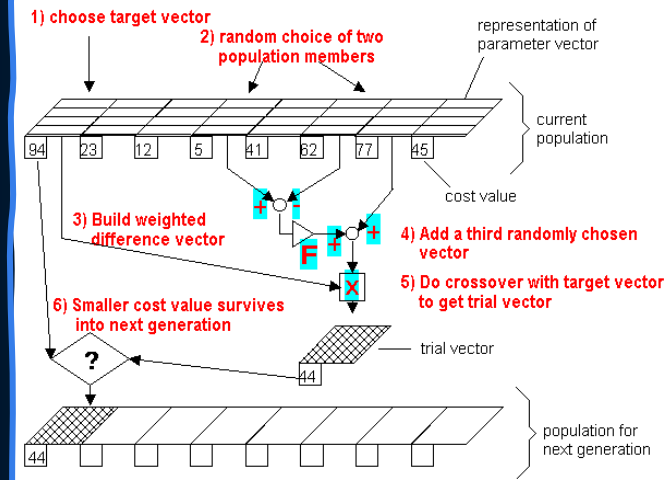 1) choose target vector
2) random choice of two
population members
representation of
parameter vector
current
population
94 23 12 5 41 62 77 45
cost value
+ -
3) Build weighted
difference vector
F
+ +
4) Add a third randomly chosen
vector
X
5) Do crossover with target vector
to get trial vector
6) Smaller cost value survives
into next generation
?
trial vector
44
population for
next generation
44